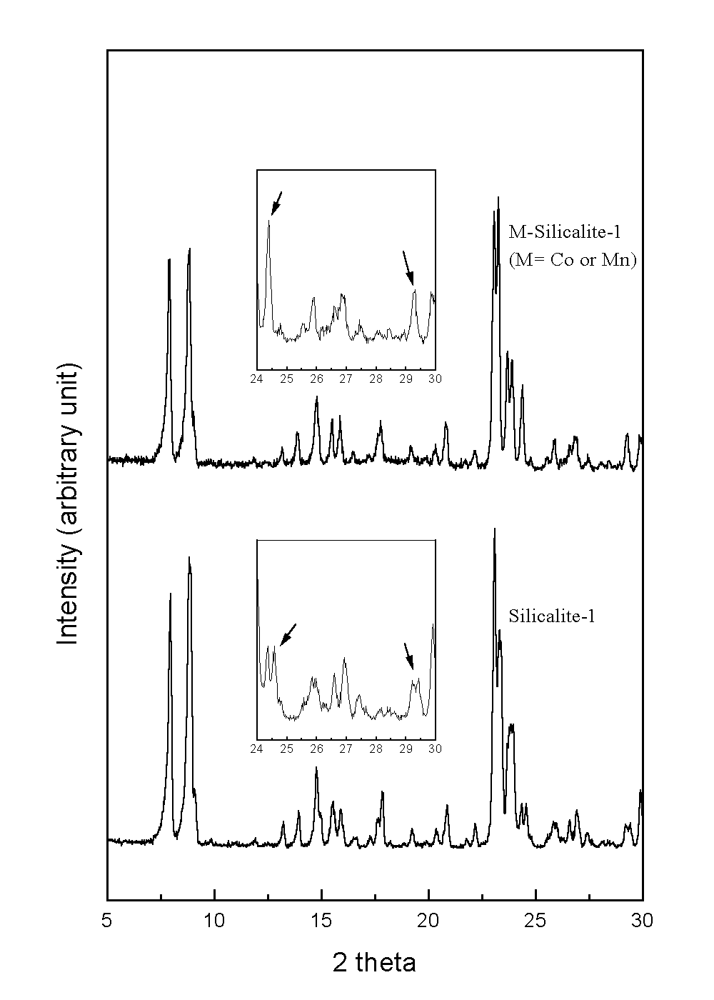 24 25 26 27 28 29 30
M-Silicalite-1
(M= Co or Mn)
Intensity (arbitrary unit)
Silicalite-1
24 25 26 27 28 29 30
5 10 15 20 25 30
2 theta